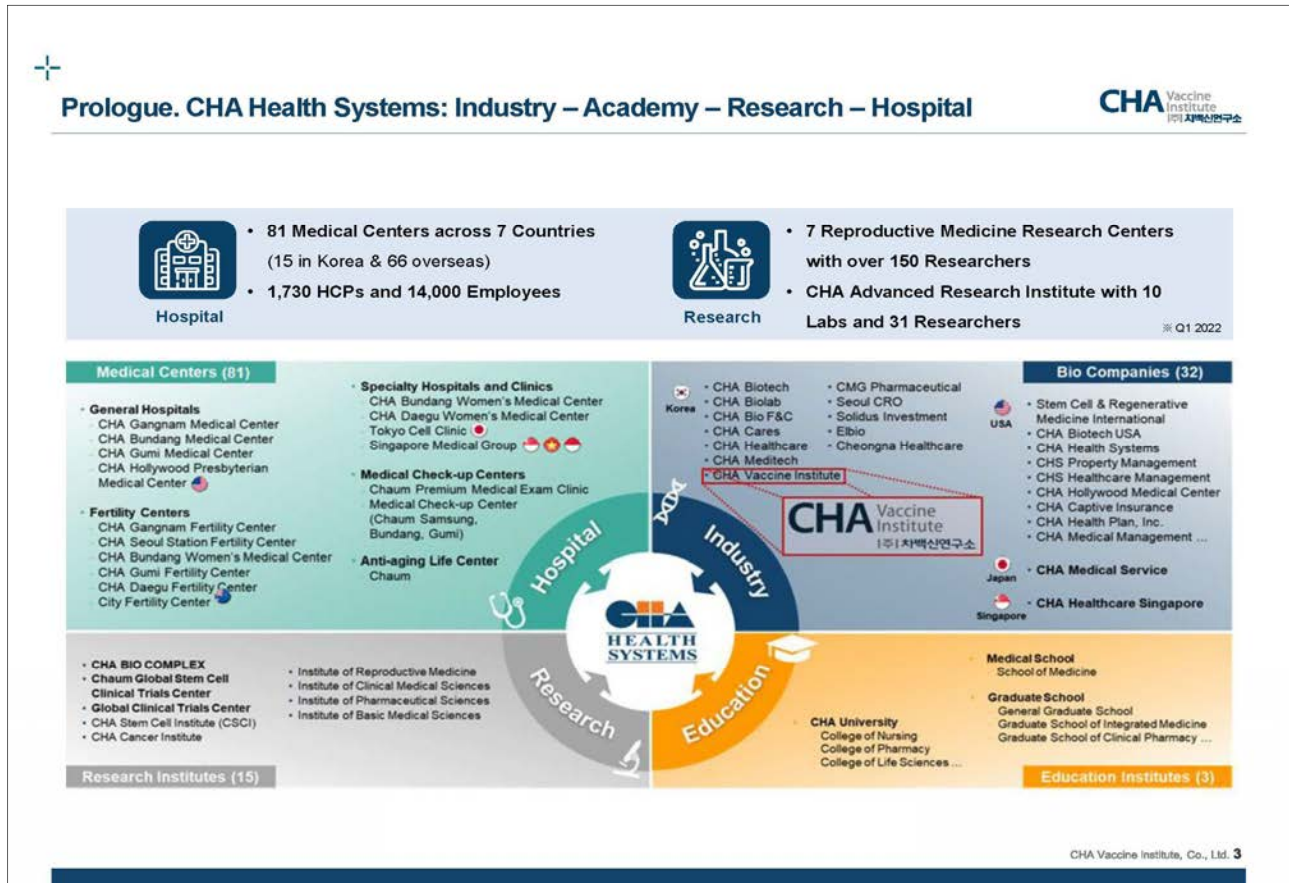 Prologue. CHA Health Systems: Industry – Academy – Research – Hospital
CHA Vaccine
Institute
(주)차백신연구소
Hospital
• 81 Medical Centers across 7 Countries
(15 in Korea & 66 overseas)
• 1,730 HCPs and 14,000 Employees
Research
• 7 Reproductive Medicine Research Centers
with over 150 Researchers
• CHA Advanced Research Institute with 10
Labs and 31 Researchers
※ Q1 2022
Medical Centers (81)
General Hospitals
CHA Gangnam Medical Center
CHA Bundang Medical Center
CHA Gumi Medical Center
CHA Hollywood Presbyterian
Medical Center
Fertility Centers
CHA Gangnam Fertility Center
CHA Seoul Station Fertility Center
CHA Bundang Women's Medical Center
CHA Gumi Fertility Center
CHA Daegu Fertility Center
City Fertility Center
Specialty Hospitals and Clinics
CHA Bundang Women's Medical Center
CHA Daegu Women's Medical Center
Tokyo Cell Clinic
Singapore Medical Group
Medical Check-up Centers
Chaum Premium Medical Exam Clinic
Medical Check-up Center
(Chaum Samsung,
Bundang, Gumi)
Anti-aging Life Center
Chaum
Bio Companies (32)
Korea
• CHA Biotech
• CHA Biolab
• CHA Bio F&C
• CHA Cares
• CHA Healthcare
• CHA Meditech
• CHA Vaccine Institute
• CMG Pharmaceutical
• Seoul CRO
• Solidus Investment
• Elbio
• Cheongna Healthcare
CHA Vaccine
Institute
(주)차백신연구소
USA
• Stem Cell & Regenerative
Medicine International
• CHA Biotech USA
• CHA Health Systems
• CHS Property Management
• CHS Healthcare Management
• CHA Hollywood Medical Center
• CHA Captive Insurance
• CHA Health Plan, Inc.
• CHA Medical Management ...
Japan
• CHA Medical Service
Singapore
• CHA Healthcare Singapore
Hospital
Industry
Research
Education
CHA
HEALTH
SYSTEMS
• CHA BIO COMPLEX
• Chaum Global Stem Cell
Clinical Trials Center
• Global Clinical Trials Center
• CHA Stem Cell Institute (CSCI)
• CHA Cancer Institute
• Institute of Reproductive Medicine
• Institute of Clinical Medical Sciences
• Institute of Pharmaceutical Sciences
• Institute of Basic Medical Sciences
Research Institutes (15)
CHA University
College of Nursing
College of Pharmacy
College of Life Sciences ...
Medical School
School of Medicine
Graduate School
General Graduate School
Graduate School of Integrated Medicine
Graduate School of Clinical Pharmacy ...
Education Institutes (3)
CHA Vaccine Institute, Co., Ltd. 3